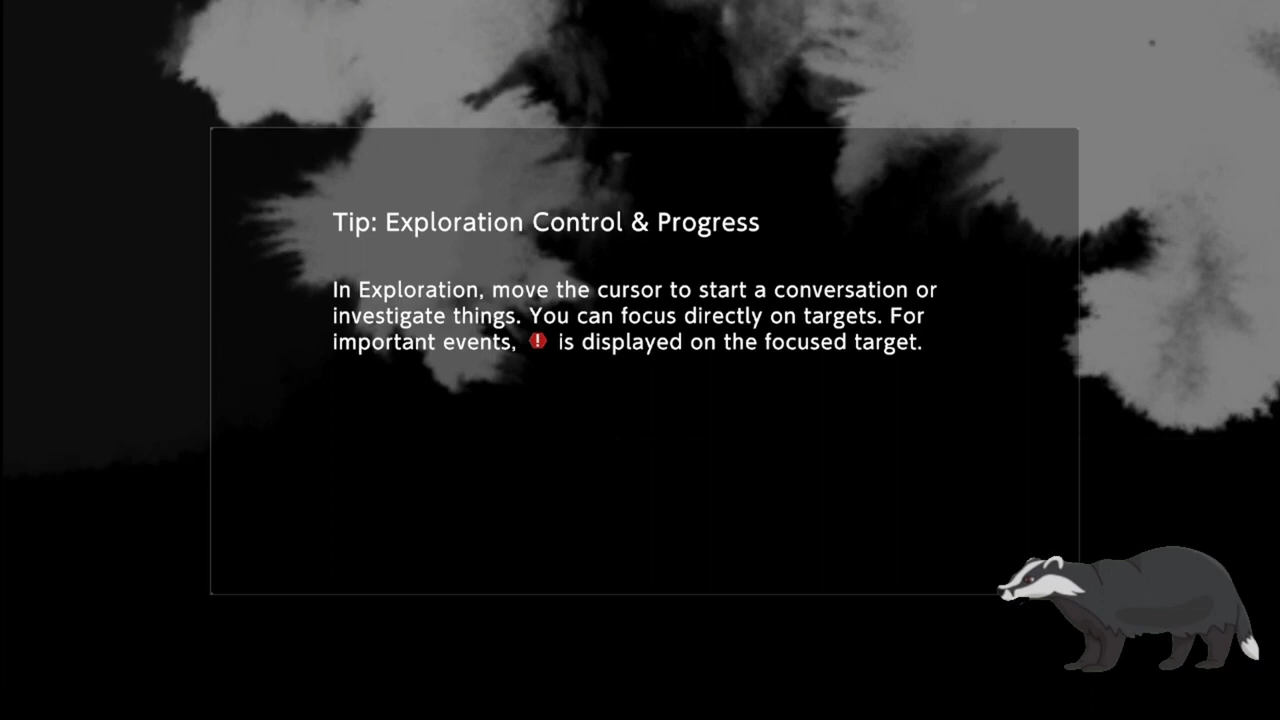 Tip: Exploration Control & Progress
In Exploration, move the cursor to start a conversation or
investigate things. You can focus directly on targets. For
important events, ! is displayed on the focused target.